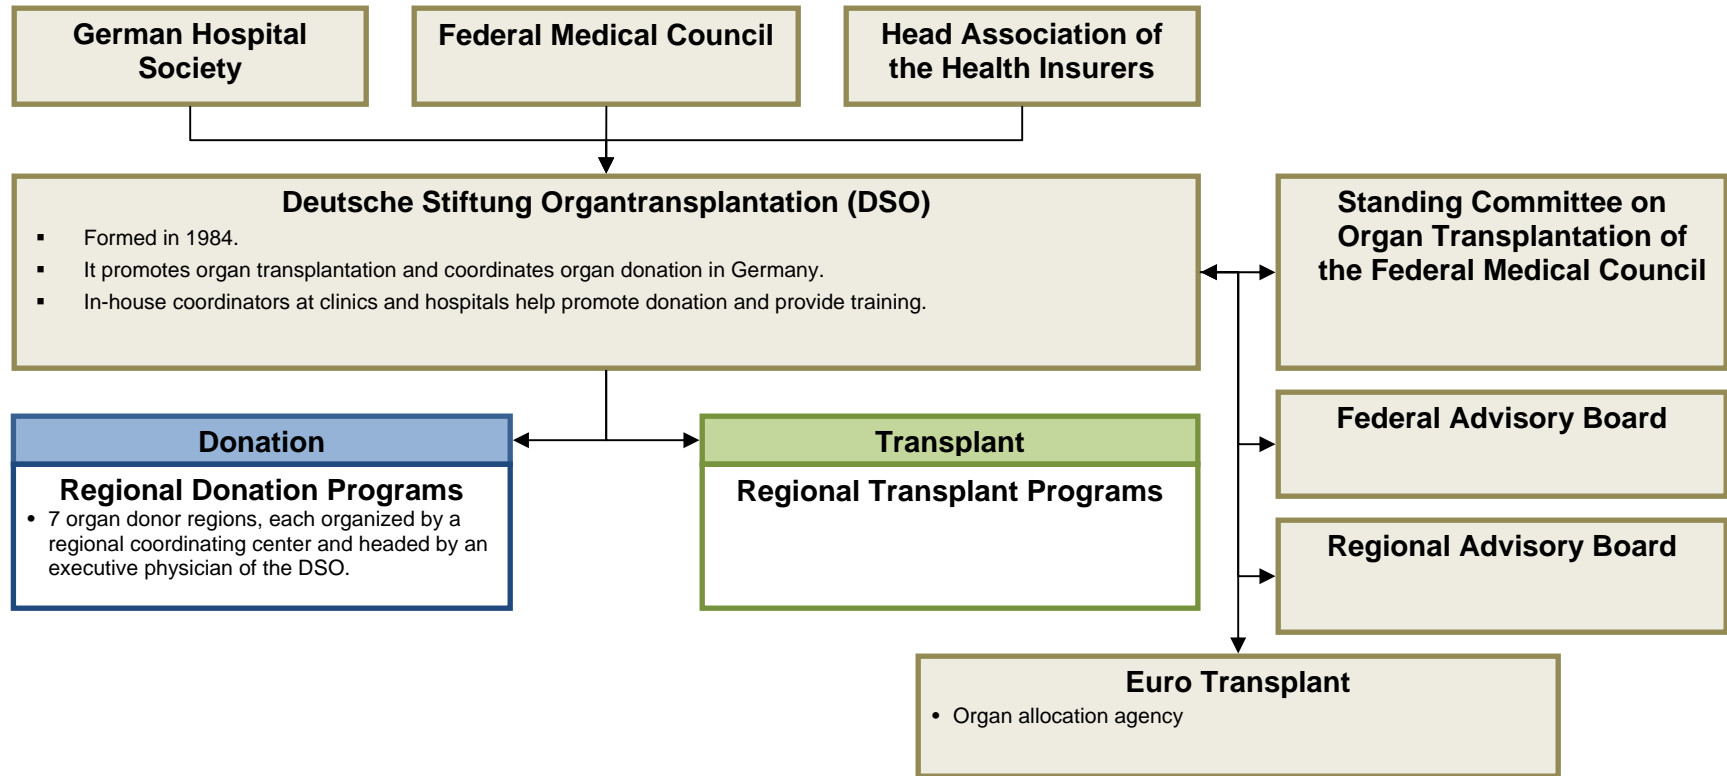 German Hospital
Society
Federal Medical Council
Head Association of
the Health Insurers
Deutsche Stiftung Organtransplantation (DSO)
▪ Formed in 1984.
▪ It promotes organ transplantation and coordinates organ donation in Germany.
▪ In-house coordinators at clinics and hospitals help promote donation and provide training.
Standing Committee on
Organ Transplantation of
the Federal Medical Council
Donation
Regional Donation Programs
• 7 organ donor regions, each organized by a
regional coordinating center and headed by an
executive physician of the DSO.
Transplant
Regional Transplant Programs
Federal Advisory Board
Regional Advisory Board
Euro Transplant
• Organ allocation agency